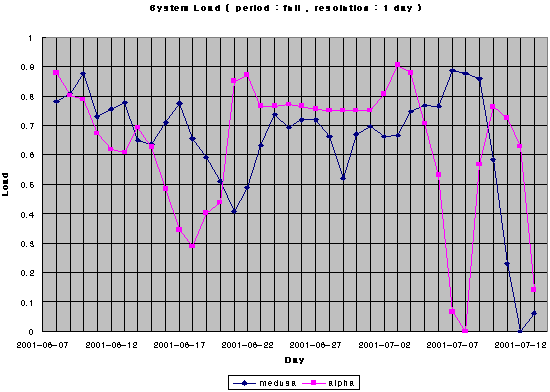 System Load ( period : full , resolution : 1 day )
1
0.9
0.8
0.7
0.6
0.5
0.4
0.3
0.2
0.1
0
Load
2001-06-07 2001-06-12 2001-06-17 2001-06-22 2001-06-27 2001-07-02 2001-07-07 2001-07-12
Day
medusa alpha